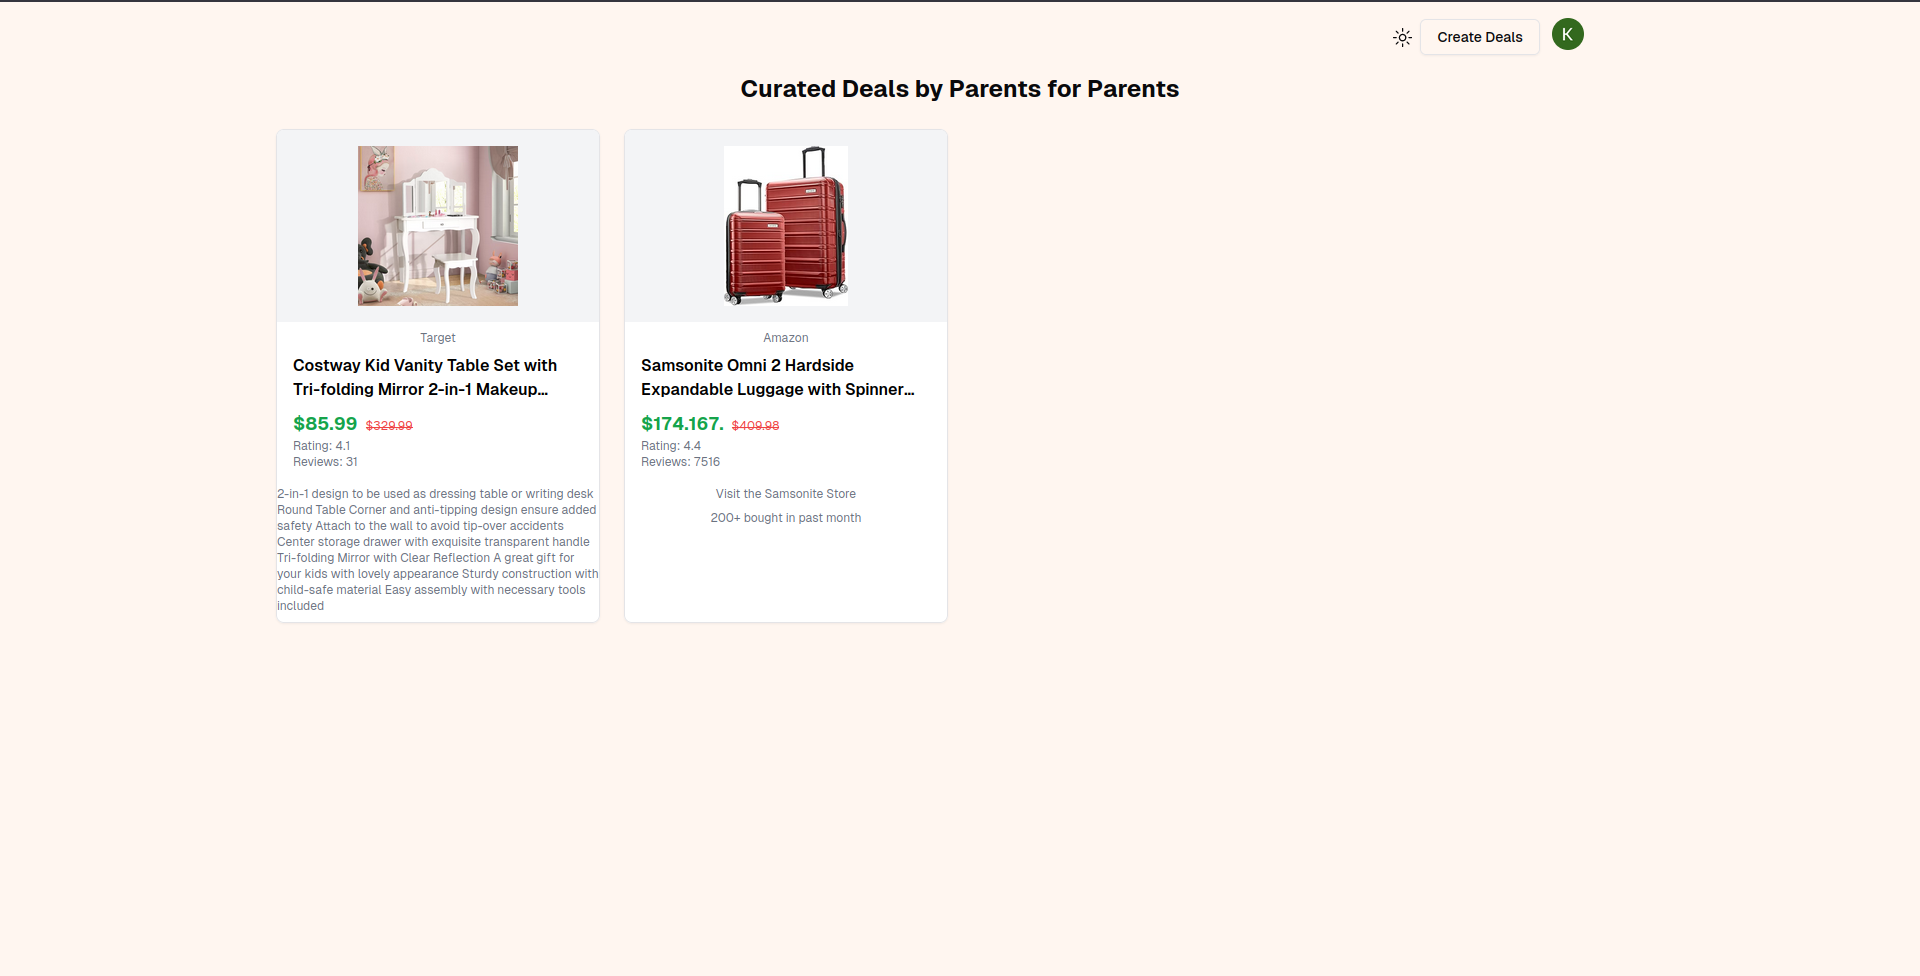 Create Deals
K
Curated Deals by Parents for Parents
Target
Costway Kid Vanity Table Set with
Tri-folding Mirror 2-in-1 Makeup...
$85.99 $329.99
Rating: 4.1
Reviews: 31
2-in-1 design to be used as dressing table or writing desk
Round Table Corner and anti-tipping design ensure added
safety Attach to the wall to avoid tip-over accidents
Center storage drawer with exquisite transparent handle
Tri-folding Mirror with Clear Reflection A great gift for
your kids with lovely appearance Sturdy construction with
child-safe material Easy assembly with necessary tools
included
Amazon
Samsonite Omni 2 Hardside
Expandable Luggage with Spinner...
$174.167. $409.98
Rating: 4.4
Reviews: 7516
Visit the Samsonite Store
200+ bought in past month